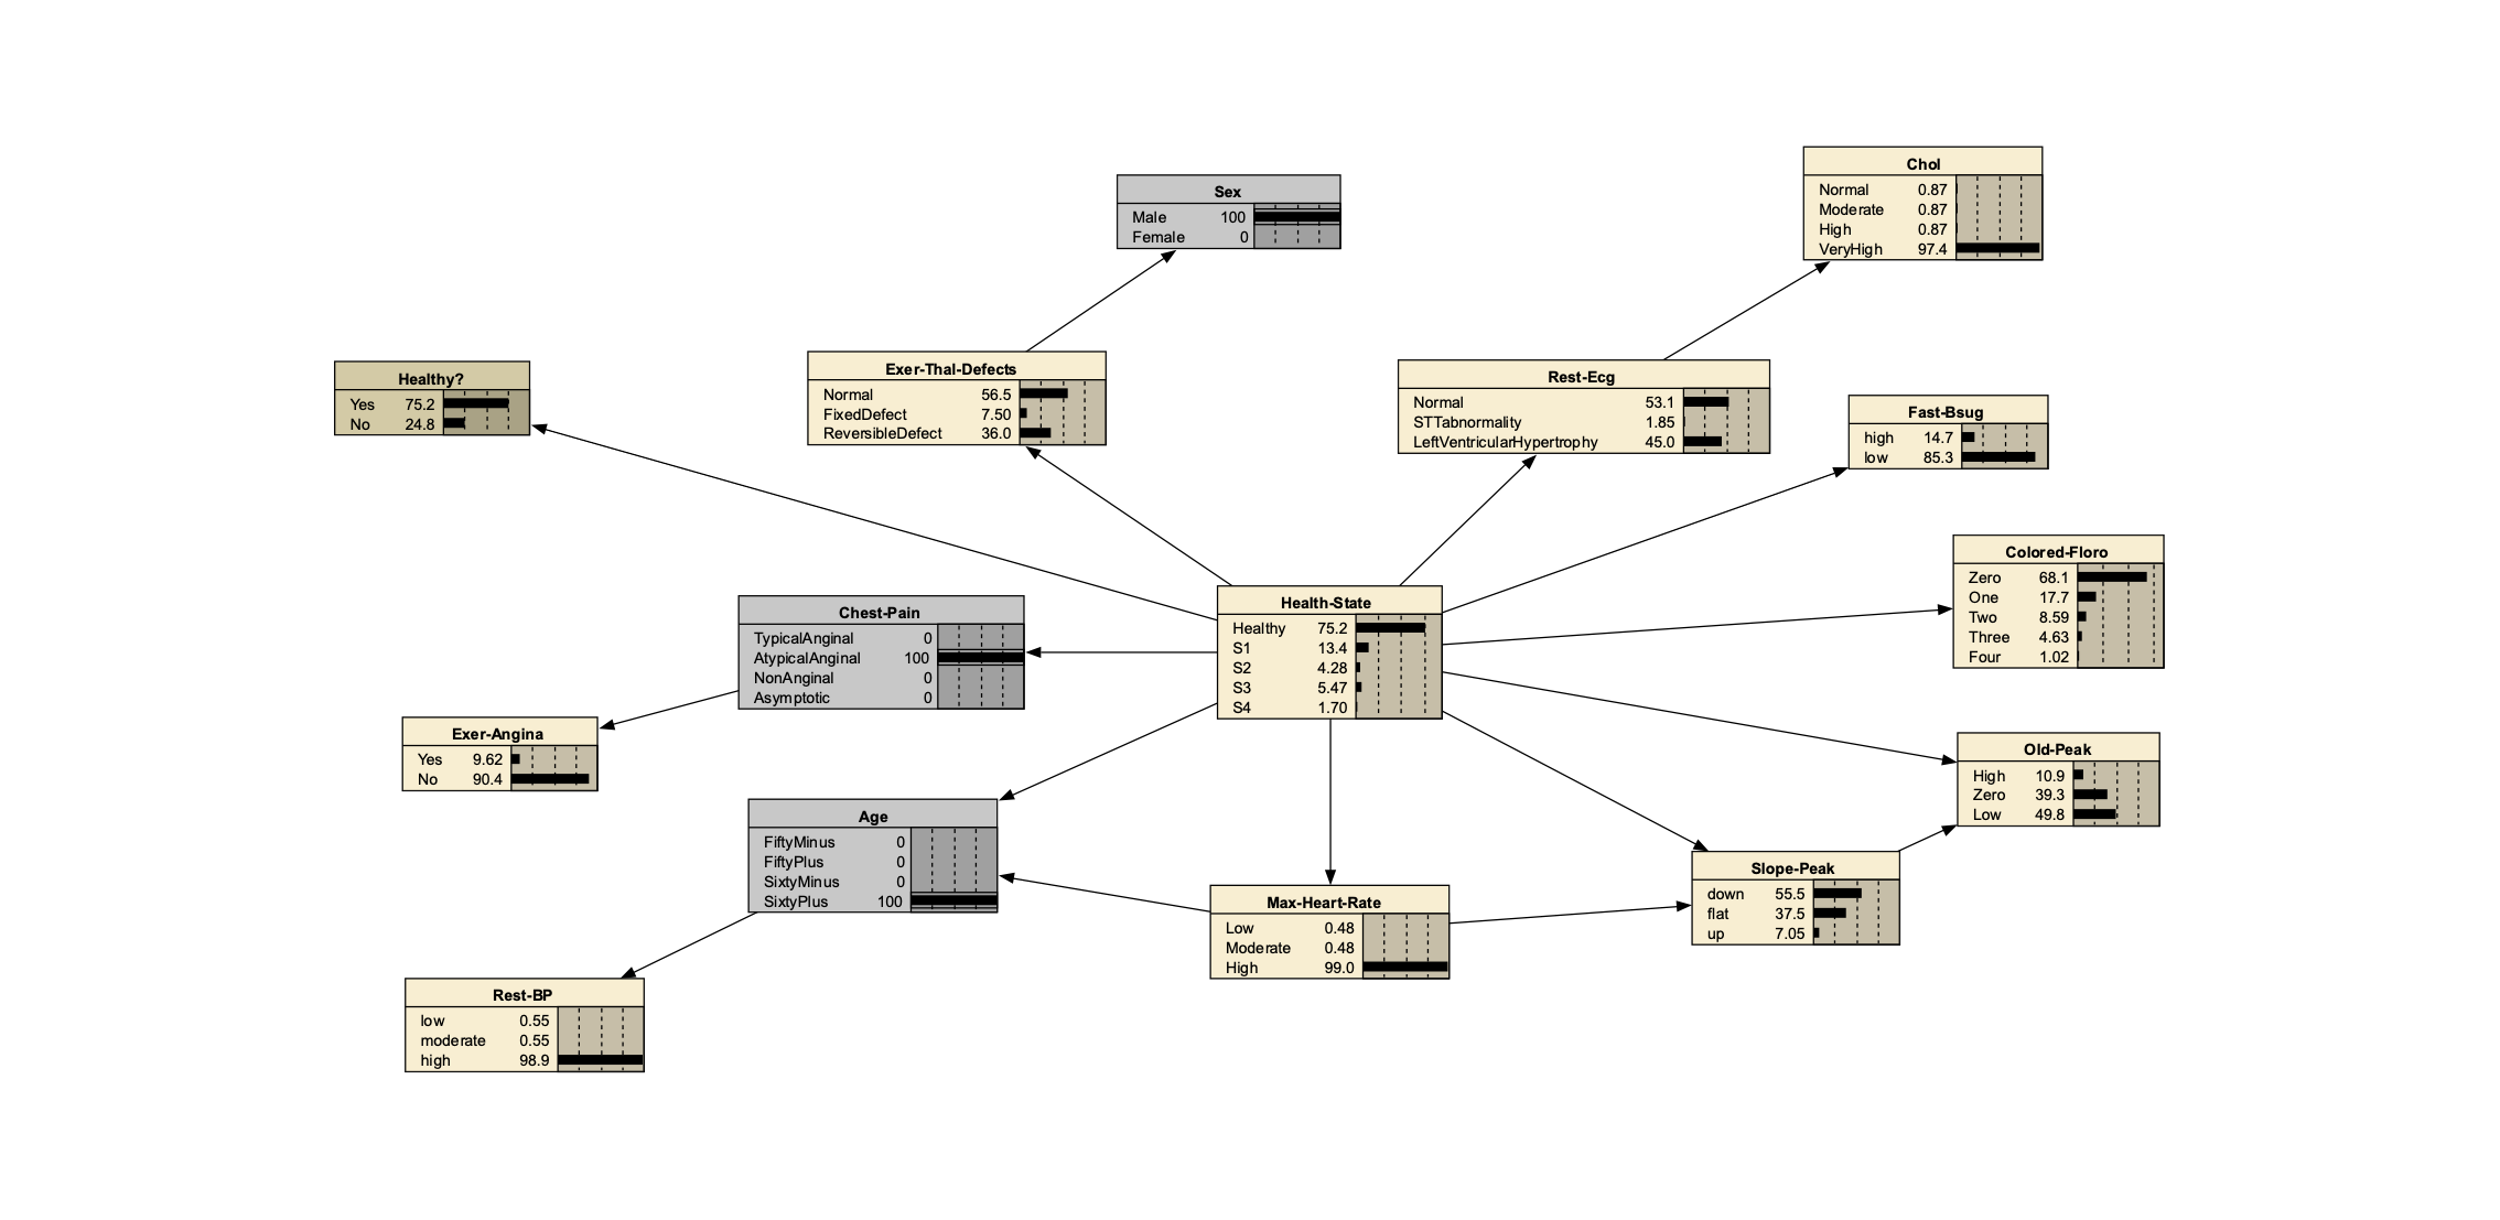 Chol
Normal 0.87
Moderate 0.87
High 0.87
VeryHigh 97.4
Sex
Male 100
Female 0
Healthy?
Yes 75.2
No 24.8
Exer-Thal-Defects
Normal 56.5
FixedDefect 7.50
ReversibleDefect 36.0
Rest-Ecg
Normal 53.1
STTabnormality 1.85
LeftVentricularHypertrophy 45.0
Fast-Bsug
high 14.7
low 85.3
Colored-Floro
Zero 68.1
One 17.7
Two 8.59
Three 4.63
Four 1.02
Chest-Pain
TypicalAnginal 0
AtypicalAnginal 100
NonAnginal 0
Asymptotic 0
Health-State
Healthy 75.2
S1 13.4
S2 4.28
S3 5.47
S4 1.70
Exer-Angina
Yes 9.62
No 90.4
Old-Peak
High 10.9
Zero 39.3
Low 49.8
Age
FiftyMinus 0
FiftyPlus 0
SixtyMinus 0
SixtyPlus 100
Slope-Peak
down 55.5
flat 37.5
up 7.05
Max-Heart-Rate
Low 0.48
Moderate 0.48
High 99.0
Rest-BP
low 0.55
moderate 0.55
high 98.9